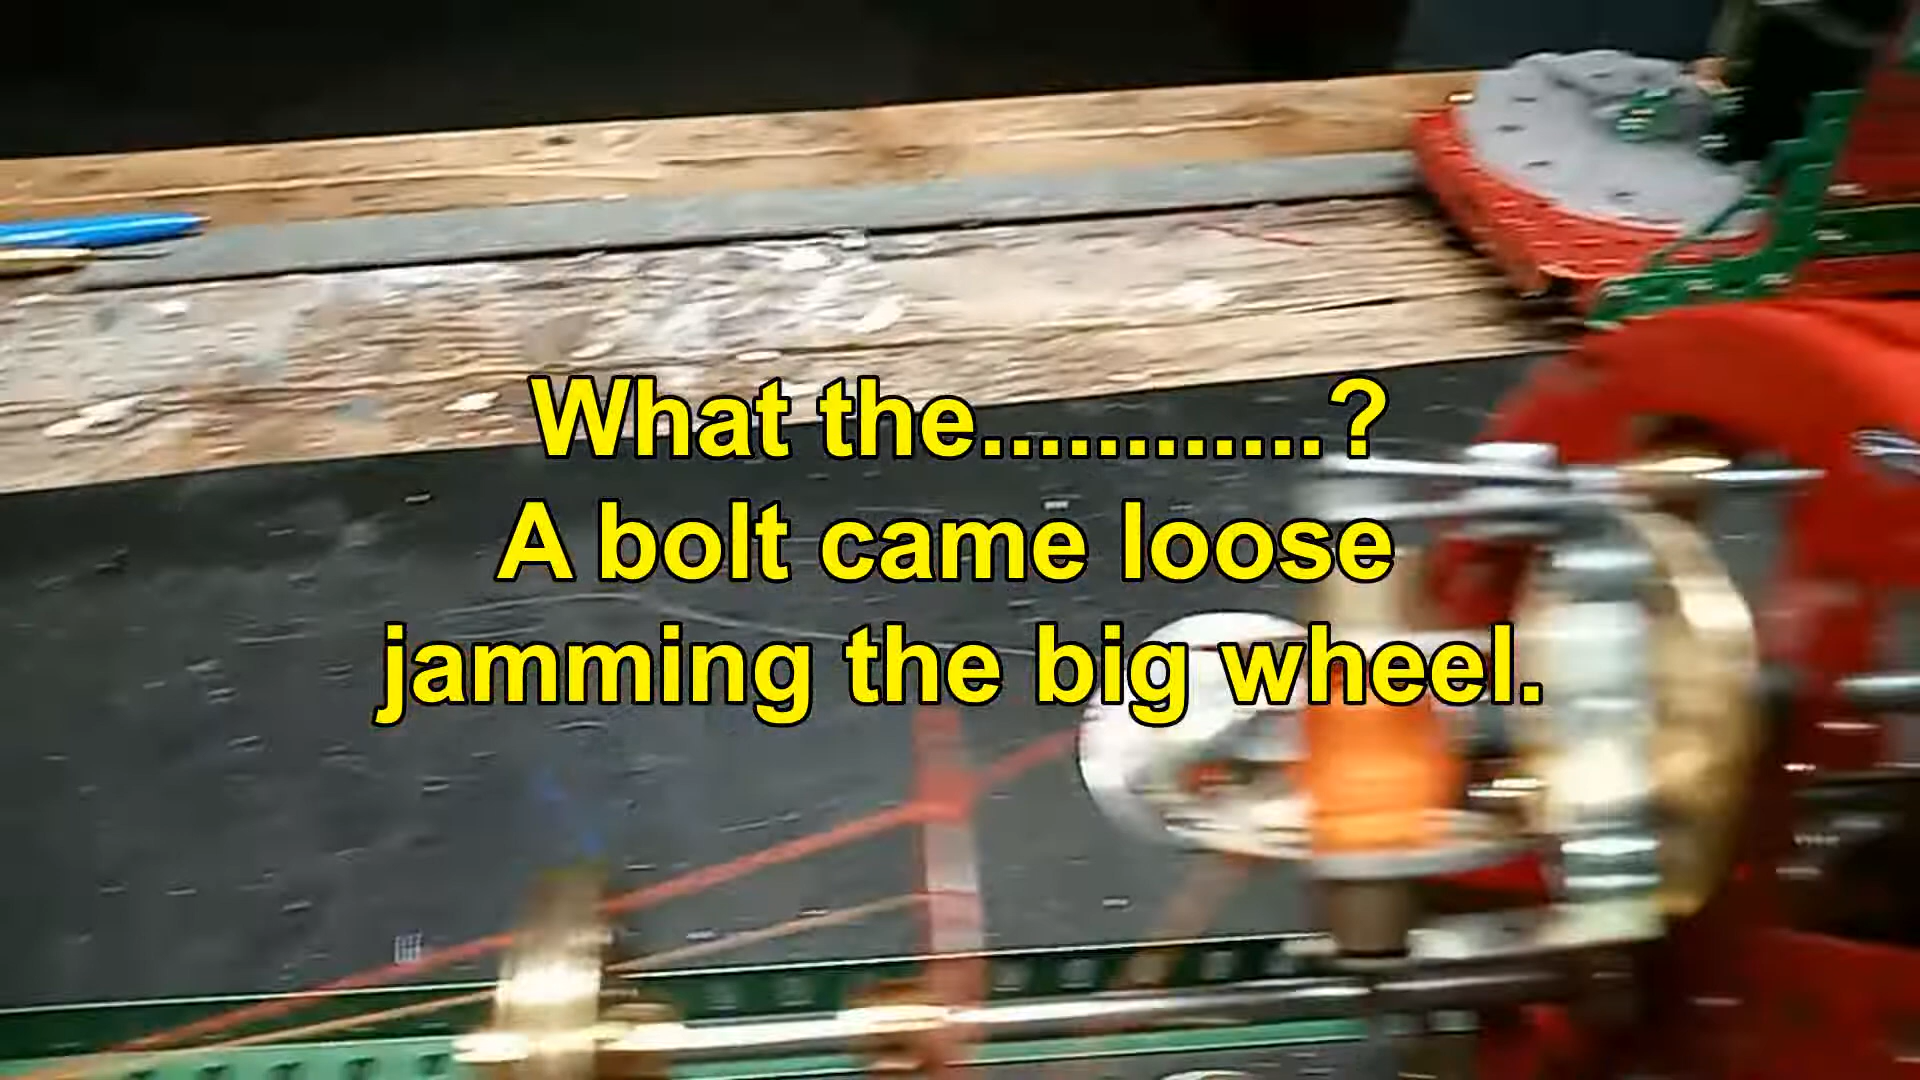 What the............?
A bolt came loose
jamming the big wheel.